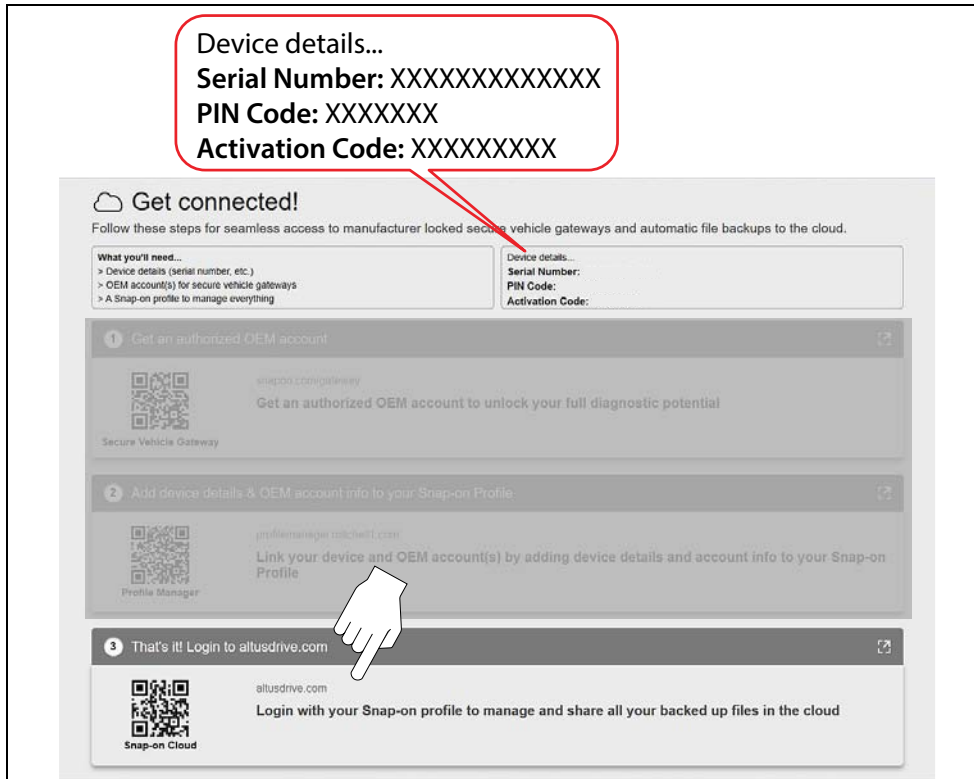 Device details...
Serial Number: XXXXXXXXXXXXX
PIN Code: XXXXXXX
Activation Code: XXXXXXXXX
Get connected!
Follow these steps for seamless access to manufacturer locked secure vehicle gateways and automatic file backups to the cloud.
What you'll need...
> Device details (serial number, etc.)
> OEM account(s) for secure vehicle gateways
> A Snap-on profile to manage everything
Device details...
Serial Number:
PIN Code:
Activation Code:
1 Get an authorized OEM account
snapon.com/gateway
Get an authorized OEM account to unlock your full diagnostic potential
Secure Vehicle Gateway
2 Add device details & OEM account info to your Snap-on Profile
profilemanager.mitchell1.com
Link your device and OEM account(s) by adding device details and account info to your Snap-on
Profile
Profile Manager
3 That's it! Login to altusdrive.com
altusdrive.com
Login with your Snap-on profile to manage and share all your backed up files in the cloud
Snap-on Cloud